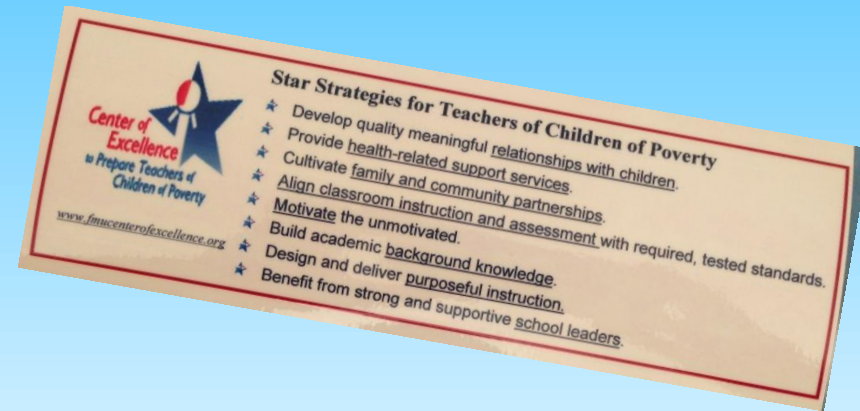 Center of
Excellence
to Prepare Teachers of
Children of Poverty
www.fmucenterofexcellence.org
Star Strategies for Teachers of Children of Poverty
Develop quality meaningful relationships with children.
Provide health-related support services.
Cultivate family and community partnerships.
Align classroom instruction and assessment with required, tested standards.
Motivate the unmotivated.
Build academic background knowledge.
Design and deliver purposeful instruction.
Benefit from strong and supportive school leaders.